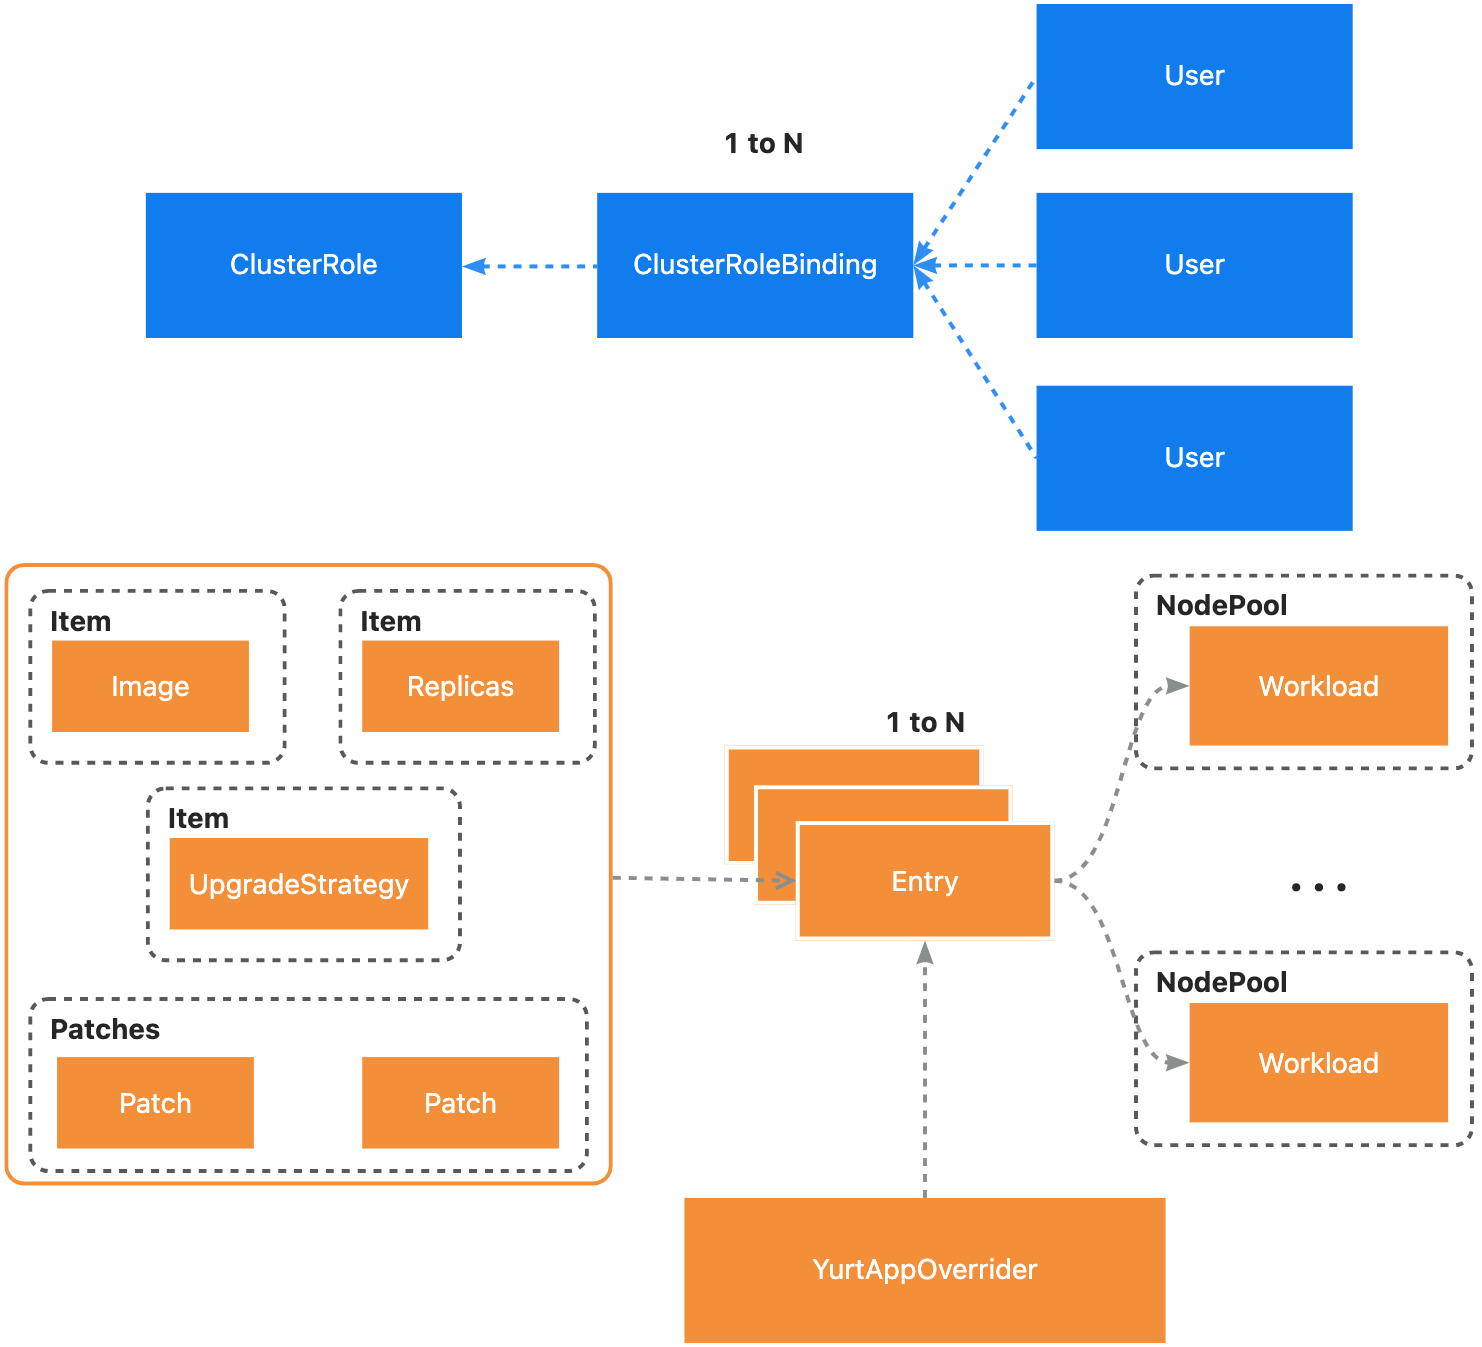 User
1 to N
ClusterRole
ClusterRoleBinding
User
User
Item
Image
Item
Replicas
Item
UpgradeStrategy
Patches
Patch
Patch
1 to N
Entry
NodePool
Workload
...
NodePool
Workload
YurtAppOverrider